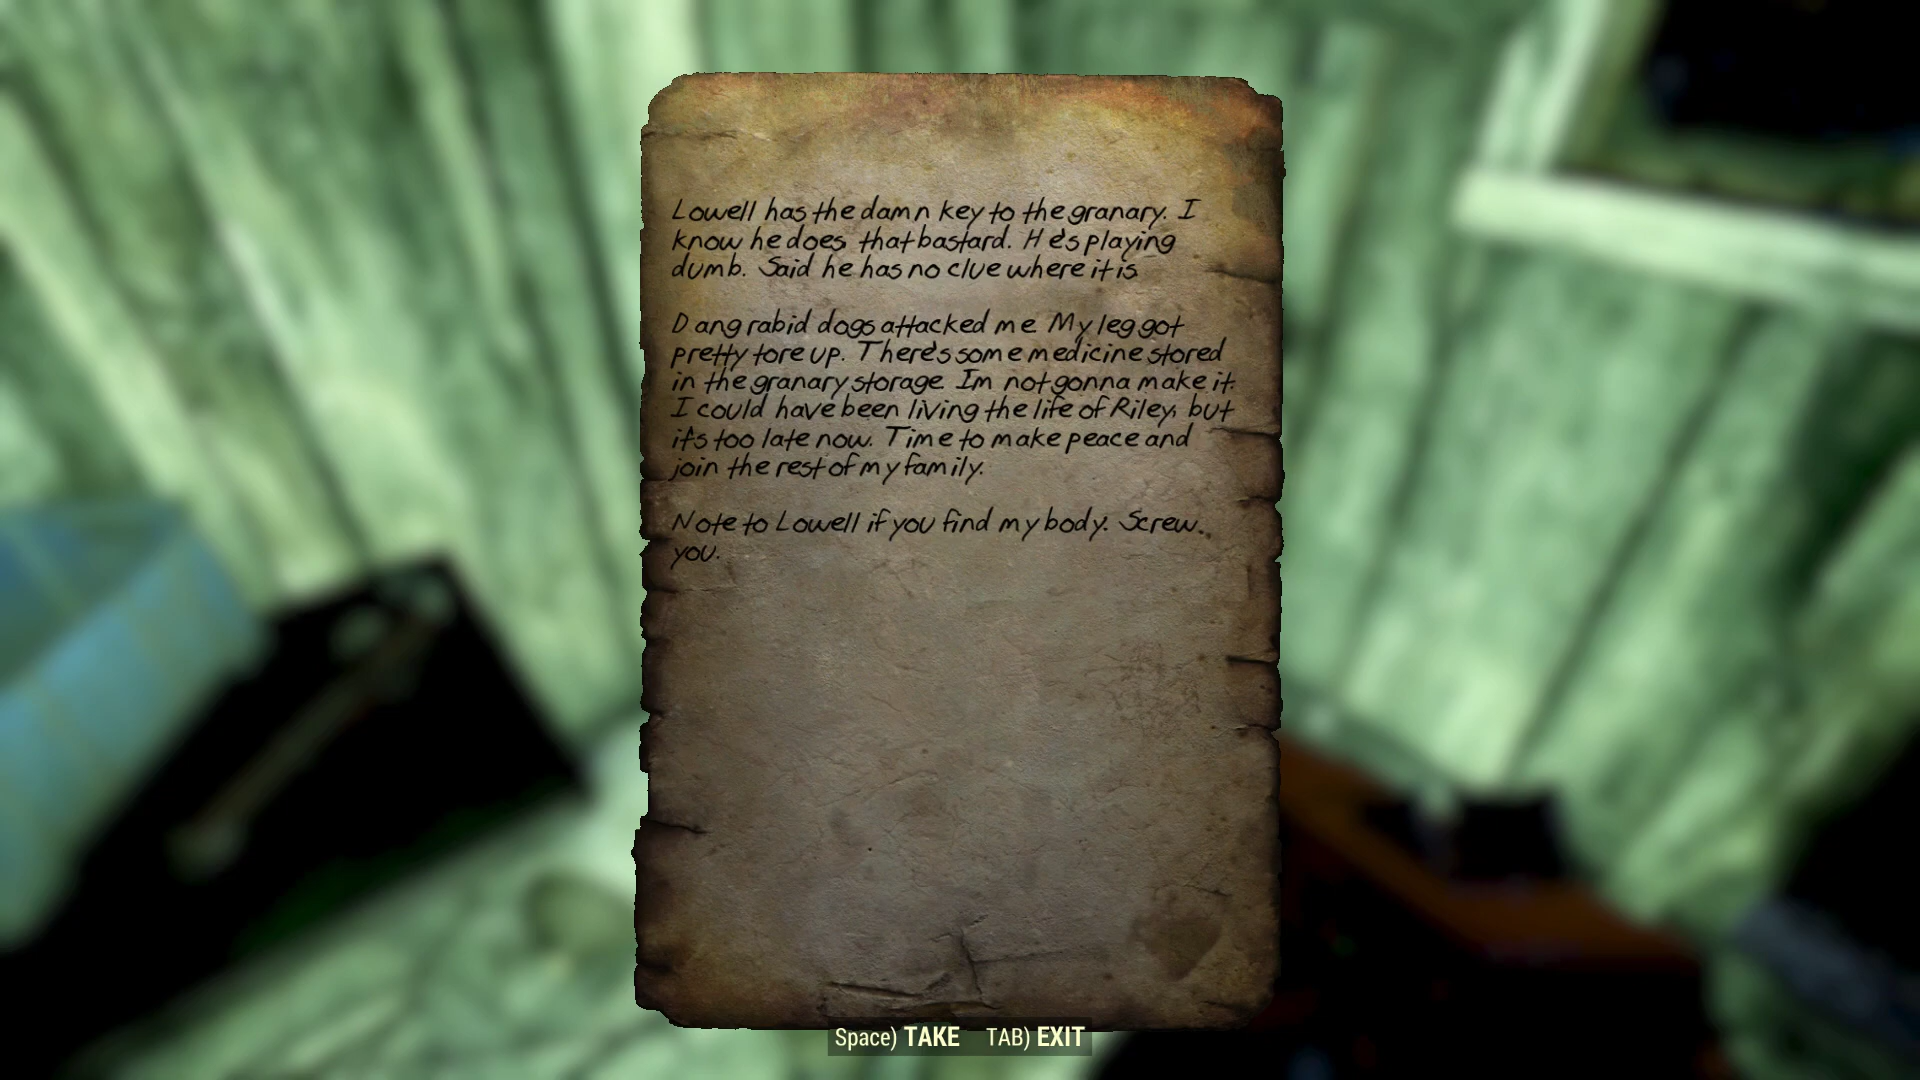 Lowell has the damn key to the granary. I
know he does, that bastard. He's playing
dumb. Said he has no clue where it is.
Dang rabid dogs attacked me. My leg got
pretty tore up. There's some medicine stored
in the granary storage. I'm not gonna make it.
I could have been living the life of Riley, but
it's too late now. Time to make peace and
join the rest of my family.
Note to Lowell if you find my body: Screw
you.
Space) TAKE TAB) EXIT